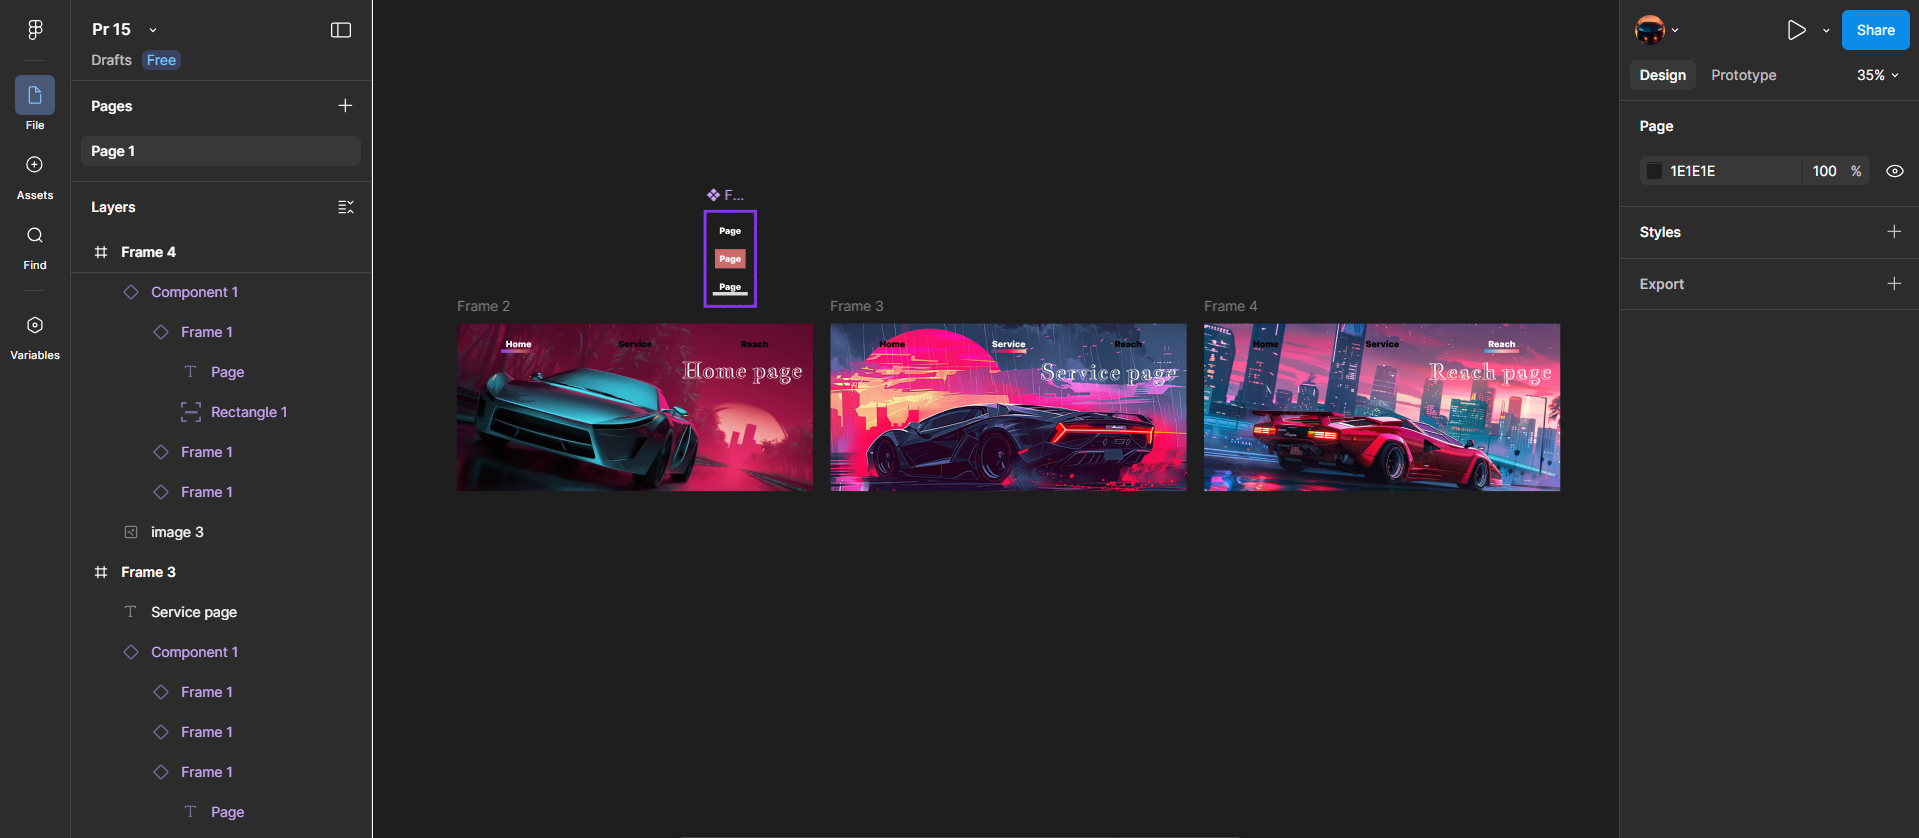 Pr 15
Drafts Free
File
Pages
Page 1
Assets
Layers
Find
Frame 4
Component 1
Frame 1
Variables
Page
Rectangle 1
Frame 1
Frame 1
image 3
Frame 3
Service page
Component 1
Frame 1
Frame 1
Frame 1
Page
F...
Page
Page
Page
Frame 2
Home Service Reach
Home page
Frame 3
Home Service Reach
Service page
Frame 4
Home Service Reach
Reach page
Share
Design Prototype 35%
Page
1E1E1E 100 %
Styles
Export